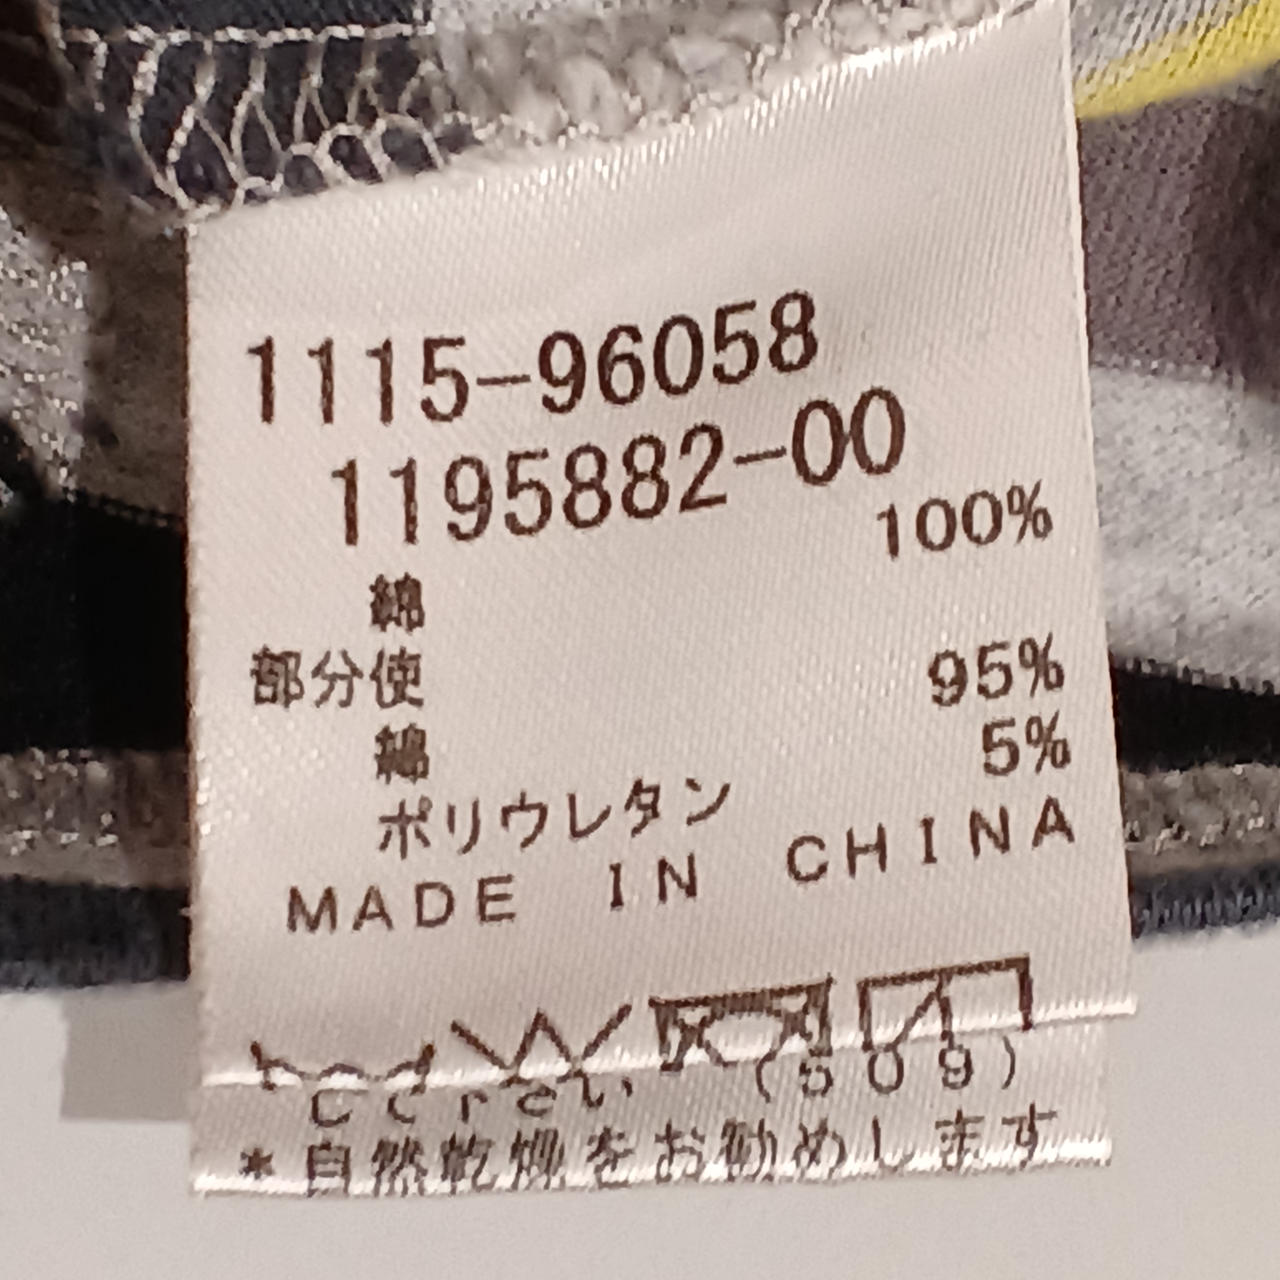 1115-96058
1195882-00
綿 100%
部分使
綿 95%
ポリウレタン 5%
MADE IN CHINA
(509)
*自然乾燥をお勧めします